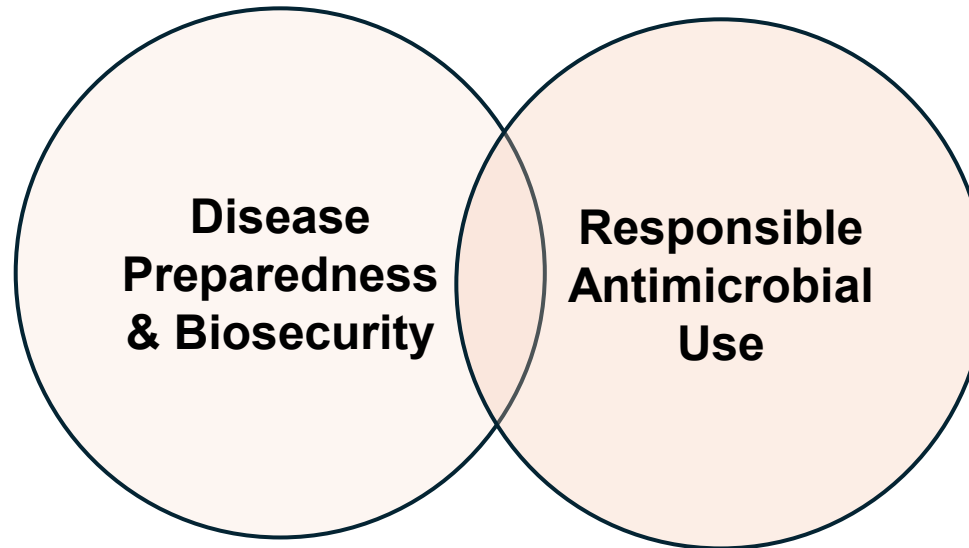 Disease
Preparedness
& Biosecurity
Responsible
Antimicrobial
Use